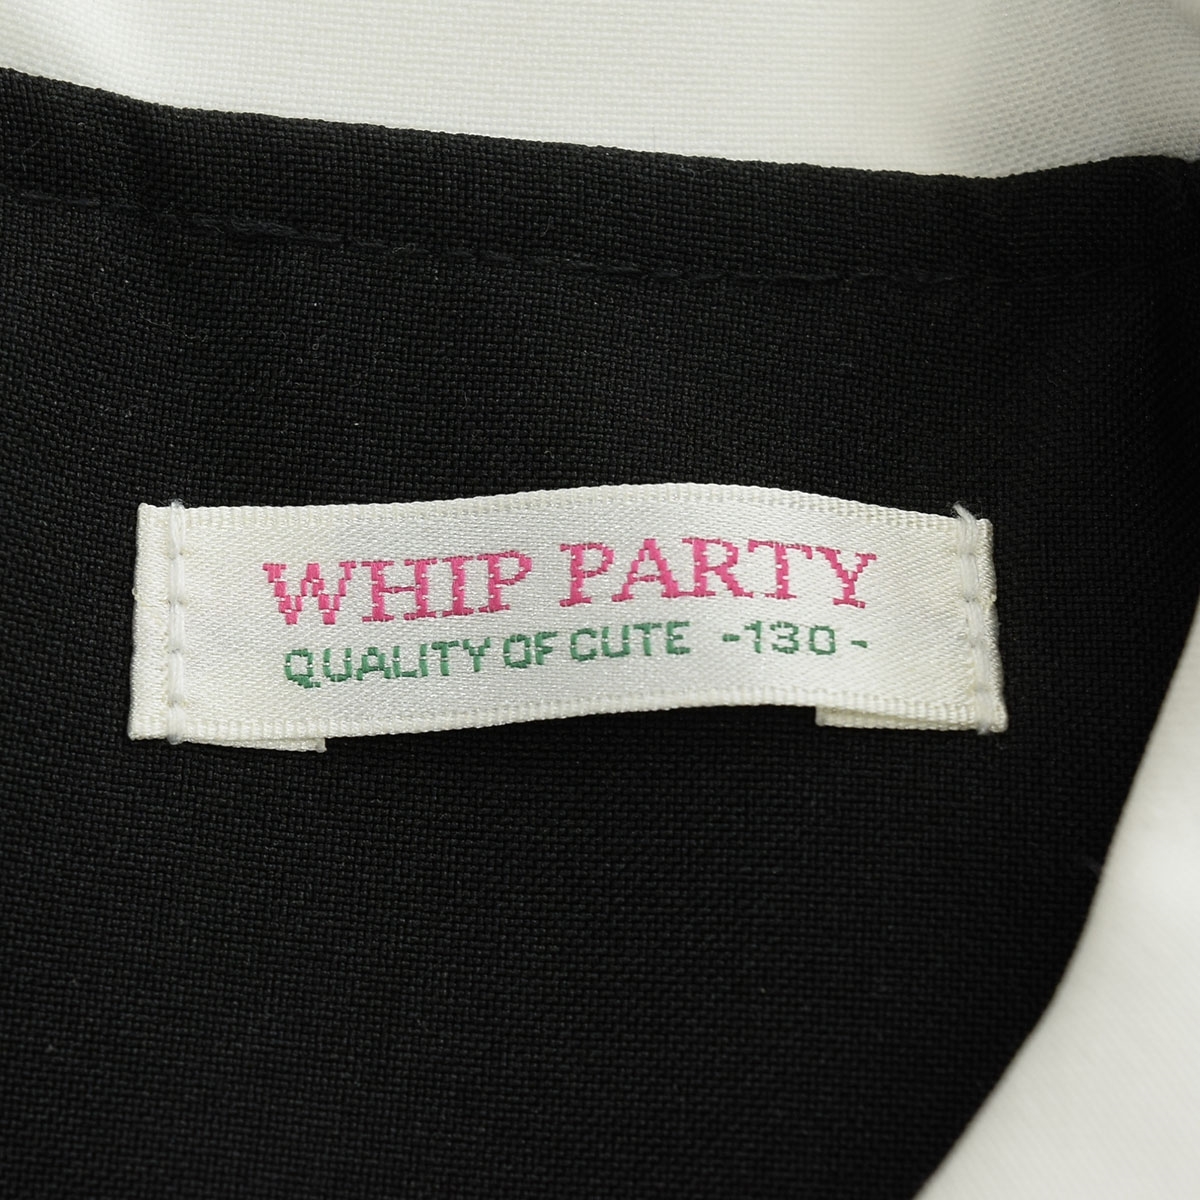 WHIP PARTY
QUALITY OF CUTE -130-